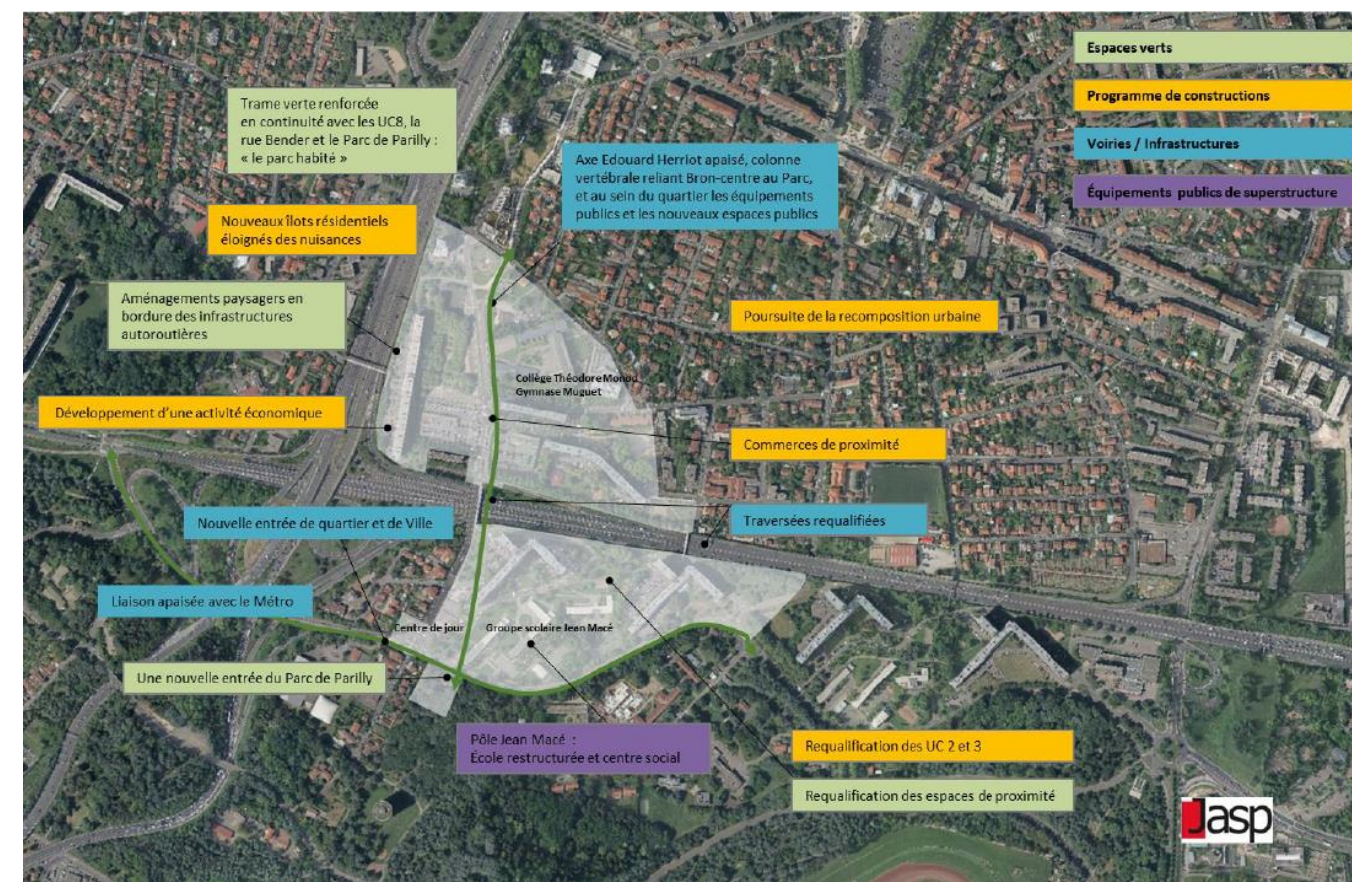 Espaces verts
Programme de constructions
Voiries / Infrastructures
Équipements publics de superstructure
Trame verte renforcée
en continuité avec les UC8, la
rue Bender et le Parc de Parilly :
« le parc habité »
Axe Edouard Herriot apaisé, colonne
vertébrale reliant Bron-centre au Parc,
et au sein du quartier les équipements
publics et les nouveaux espaces publics
Nouveaux îlots résidentiels
éloignés des nuisances
Aménagements paysagers en
bordure des infrastructures
autoroutières
Poursuite de la recomposition urbaine
Collège Théodore Monod
Gymnase Muguet
Développement d'une activité économique
Commerces de proximité
Nouvelle entrée de quartier et de Ville
Traversées requalifiées
Liaison apaisée avec le Métro
Centre de jour
Groupe scolaire Jean Macé
Une nouvelle entrée du Parc de Parilly
Pôle Jean Macé :
École restructurée et centre social
Requalification des UC 2 et 3
Requalification des espaces de proximité
Jasp